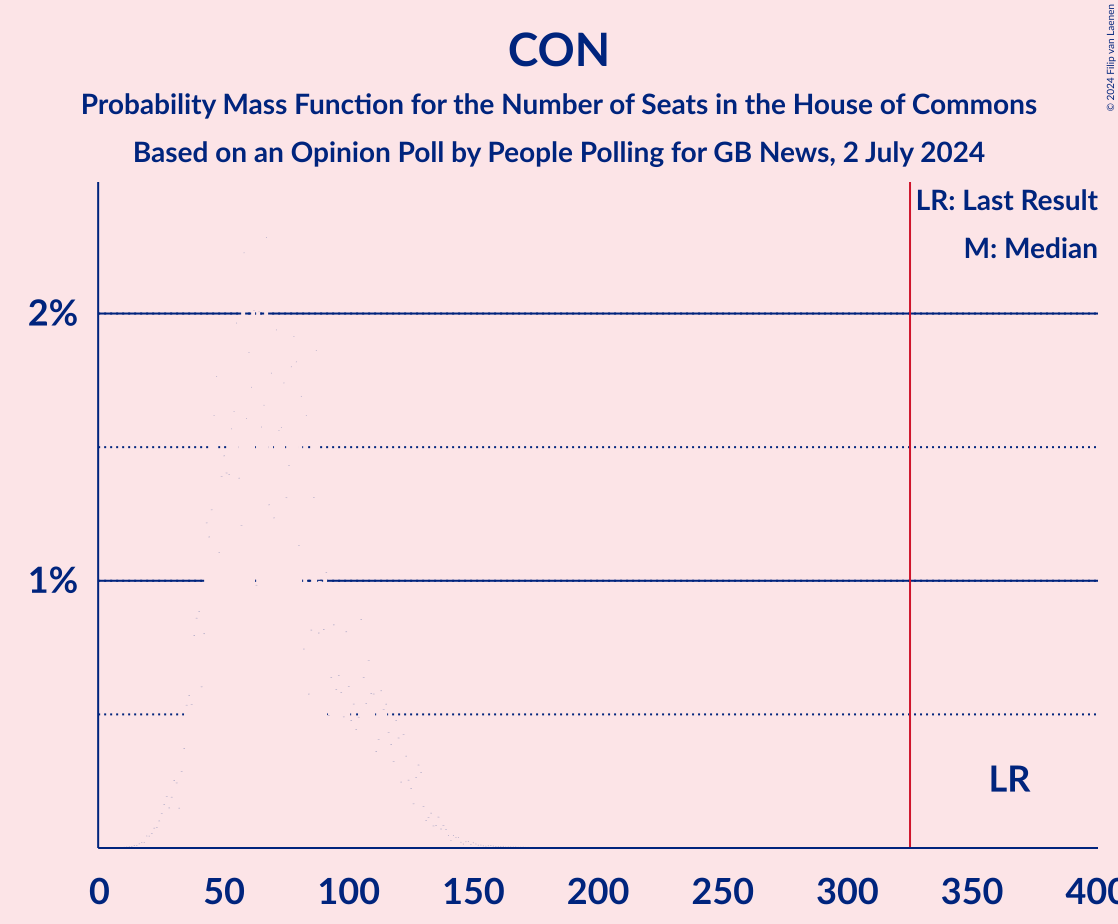 CON
Probability Mass Function for the Number of Seats in the House of Commons
Based on an Opinion Poll by People Polling for GB News, 2 July 2024
© 2024 Filip van Laenen
LR: Last Result
M: Median
2%
1%
LR
0 50 100 150 200 250 300 350 400